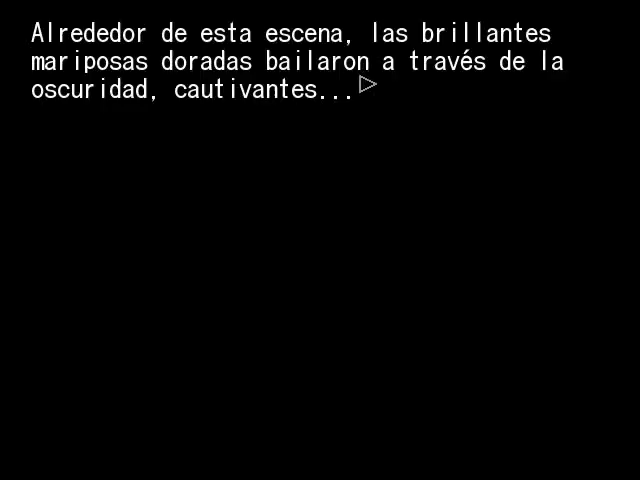 Alrededor de esta escena, las brillantes
mariposas doradas bailaron a través de la
oscuridad, cautivantes...